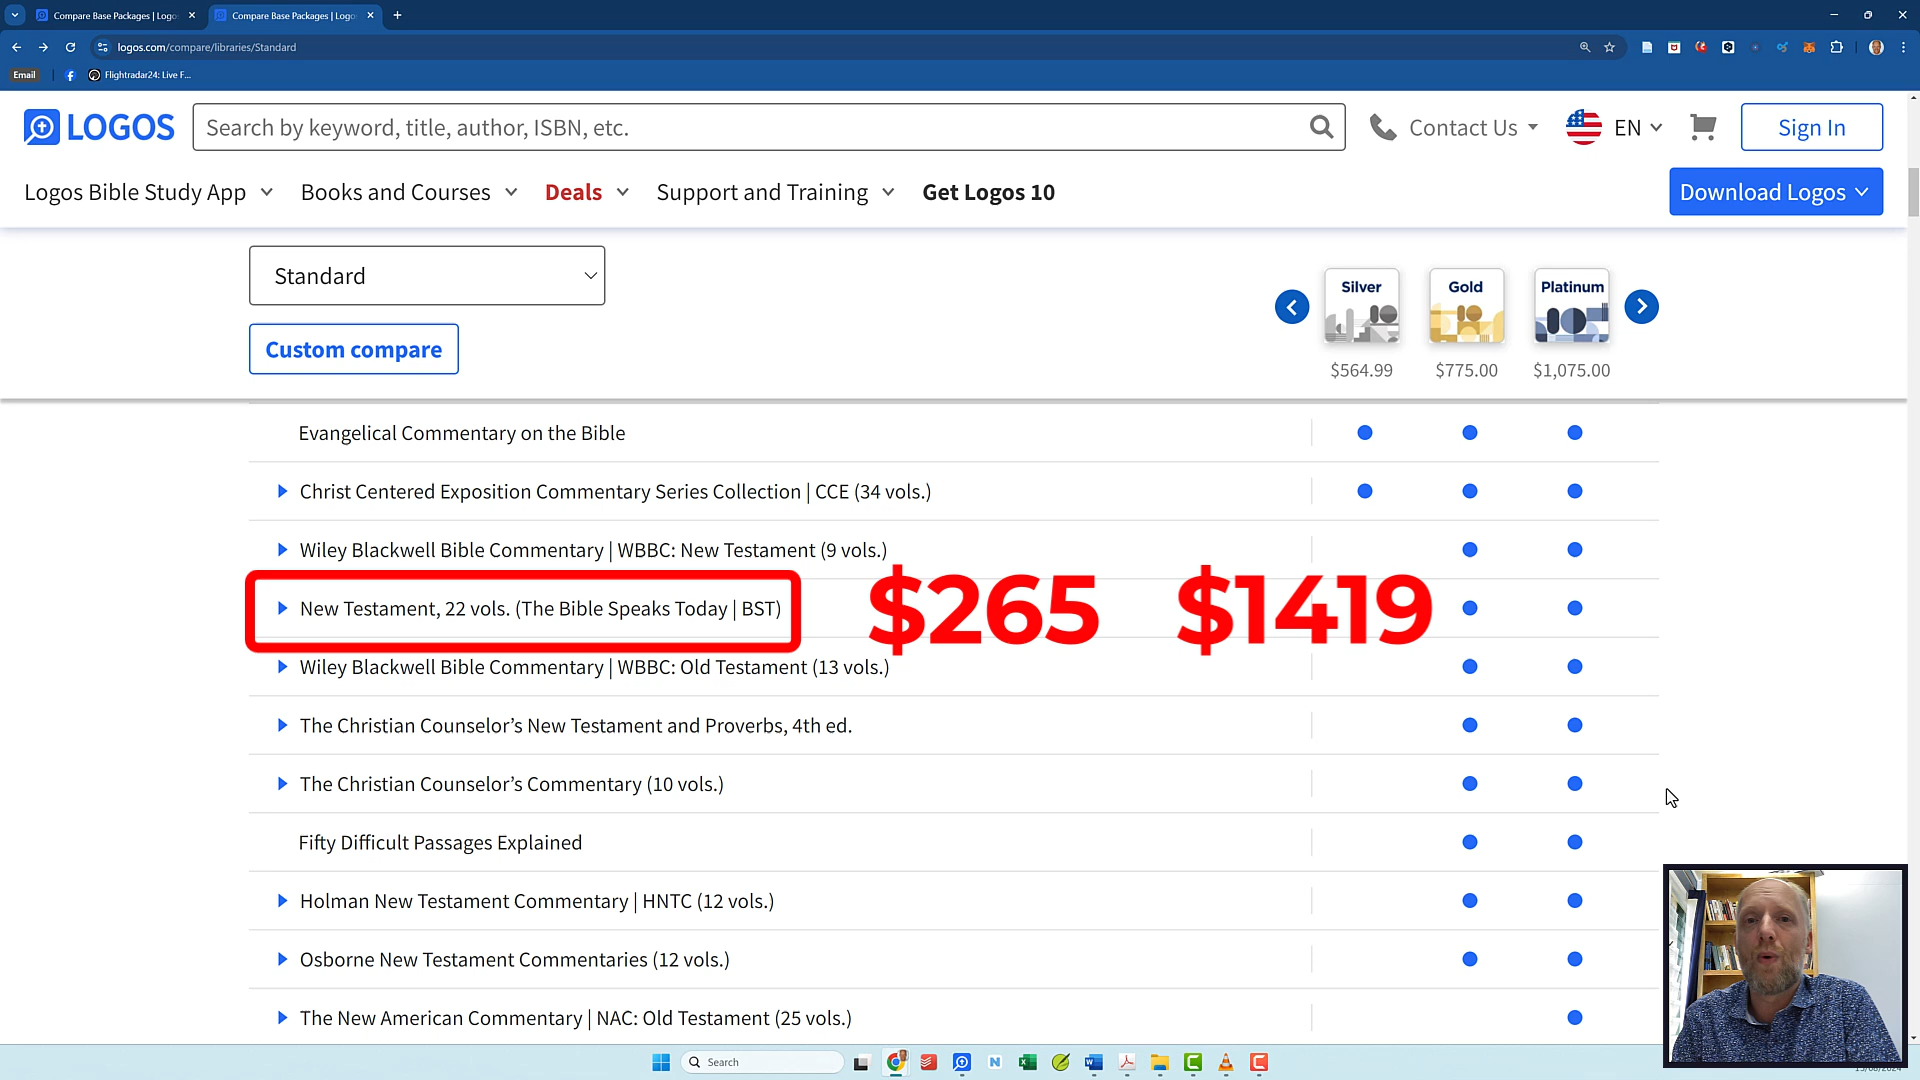 Compare Base Packages | Logo
Compare Base Packages | Logo
logos.com/compare/libraries/Standard
Email
Flightradar24: Live F...
LOGOS
Search by keyword, title, author, ISBN, etc.
Contact Us
EN
Sign In
Logos Bible Study App
Books and Courses
Deals
Support and Training
Get Logos 10
Download Logos
Standard
Custom compare
Silver
Gold
Platinum
$564.99
$775.00
$1,075.00
Evangelical Commentary on the Bible
Christ Centered Exposition Commentary Series Collection | CCE (34 vols.)
Wiley Blackwell Bible Commentary | WBBC: New Testament (9 vols.)
New Testament, 22 vols. (The Bible Speaks Today | BST)
$265 $1419
Wiley Blackwell Bible Commentary | WBBC: Old Testament (13 vols.)
The Christian Counselor’s New Testament and Proverbs, 4th ed.
The Christian Counselor’s Commentary (10 vols.)
Fifty Difficult Passages Explained
Holman New Testament Commentary | HNTC (12 vols.)
Osborne New Testament Commentaries (12 vols.)
The New American Commentary | NAC: Old Testament (25 vols.)
Search